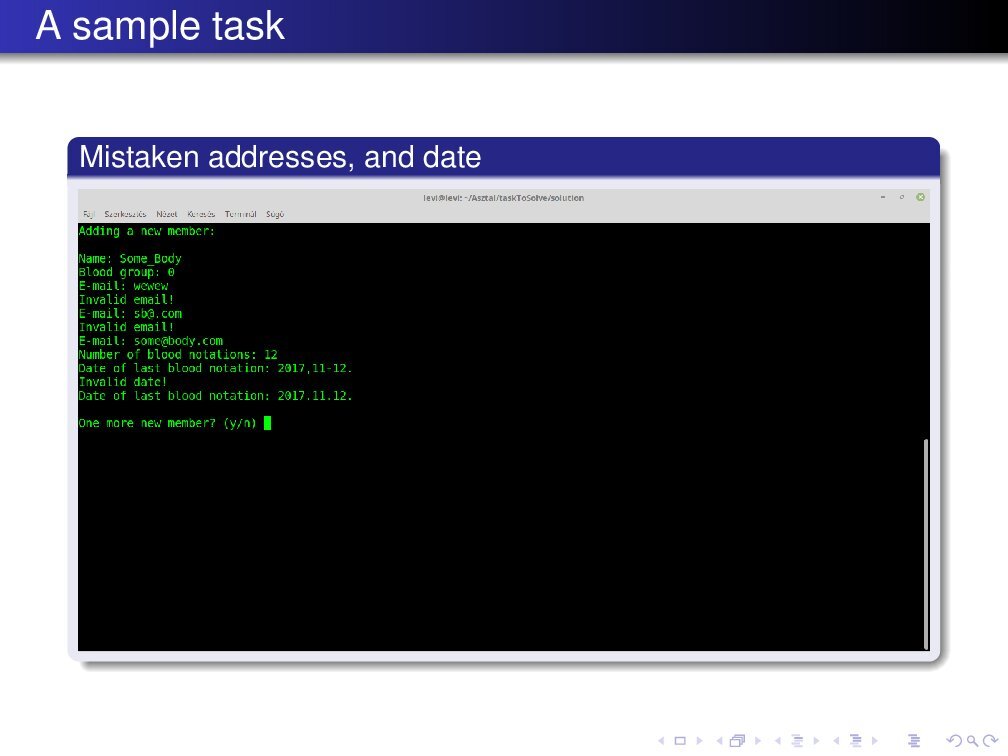 A sample task
Mistaken addresses, and date
levi@levi: ~/Asztal/taskToSolve/solution
Fájl Szerkesztés Nézet Keresés Terminál Súgó
Adding a new member:
Name: Some_Body
Blood group: 0
E-mail: wewew
Invalid email!
E-mail: sb@.com
Invalid email!
E-mail: some@body.com
Number of blood notations: 12
Date of last blood notation: 2017,11-12.
Invalid date!
Date of last blood notation: 2017.11.12.
One more new member? (y/n)